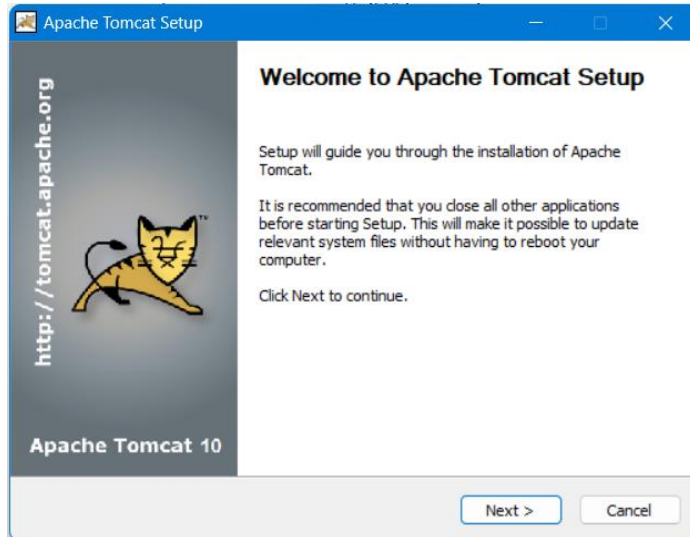 Apache Tomcat Setup
http://tomcat.apache.org
Apache Tomcat 10
Welcome to Apache Tomcat Setup
Setup will guide you through the installation of Apache
Tomcat.
It is recommended that you close all other applications
before starting Setup. This will make it possible to update
relevant system files without having to reboot your
computer.
Click Next to continue.
Next >
Cancel